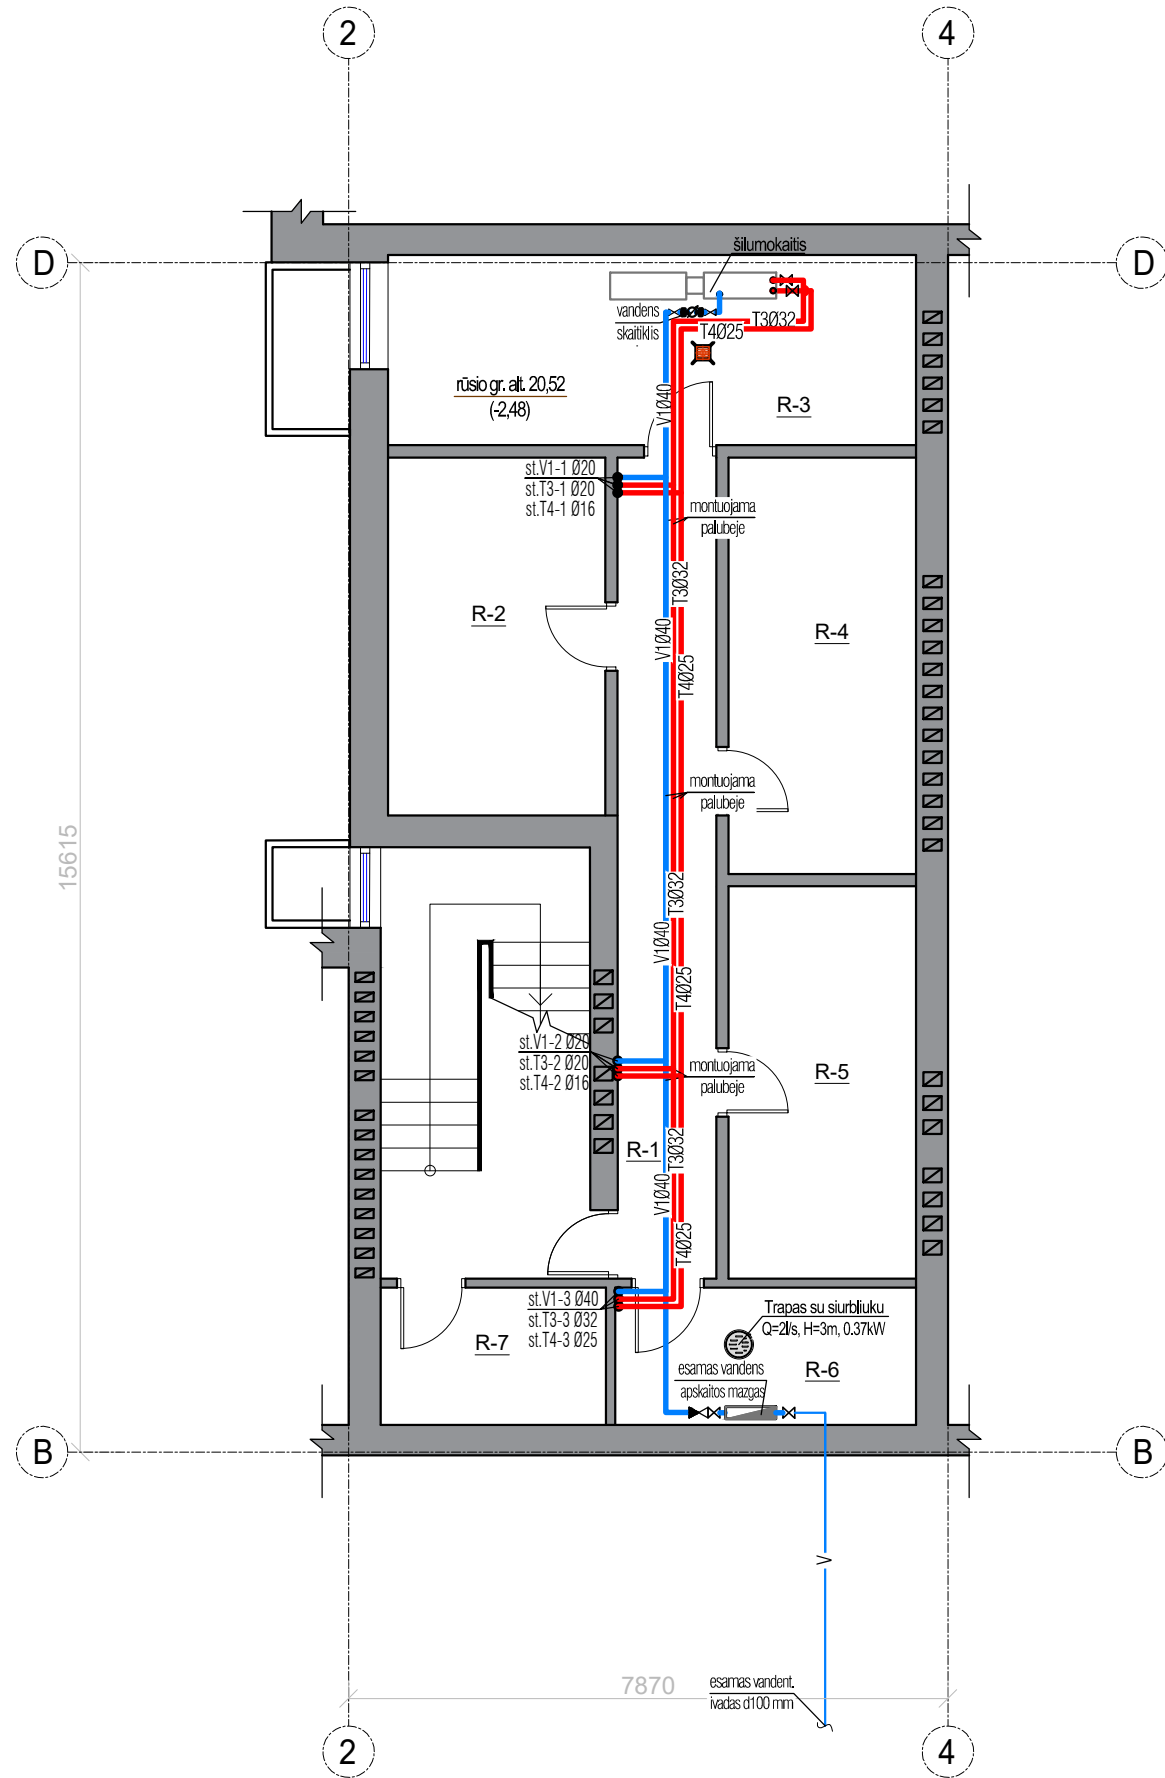 2
4
D
D
šilumokaitis
vandens
skaitiklis
T3Ø32
T4Ø25
rūsio gr. alt. 20,52
(-2,48)
V1Ø40
R-3
st.V1-1 Ø20
st.T3-1 Ø20
st.T4-1 Ø16
montuojama
palubeje
T3Ø32
R-2
V1Ø40
R-4
T4Ø25
montuojama
palubeje
15615
T3Ø32
V1Ø40
T4Ø25
st.V1-2 Ø20
st.T3-2 Ø20
st.T4-2 Ø16
montuojama
palubeje
R-5
R-1
T3Ø32
V1Ø40
T4Ø25
st.V1-3 Ø40
st.T3-3 Ø32
st.T4-3 Ø25
Trapas su siurbliuku
Q=2l/s, H=3m, 0.37kW
R-7
esamas vandens
apskaitos mazgas
R-6
B
B
V
7870
esamas vandent.
ivadas d100 mm
2
4